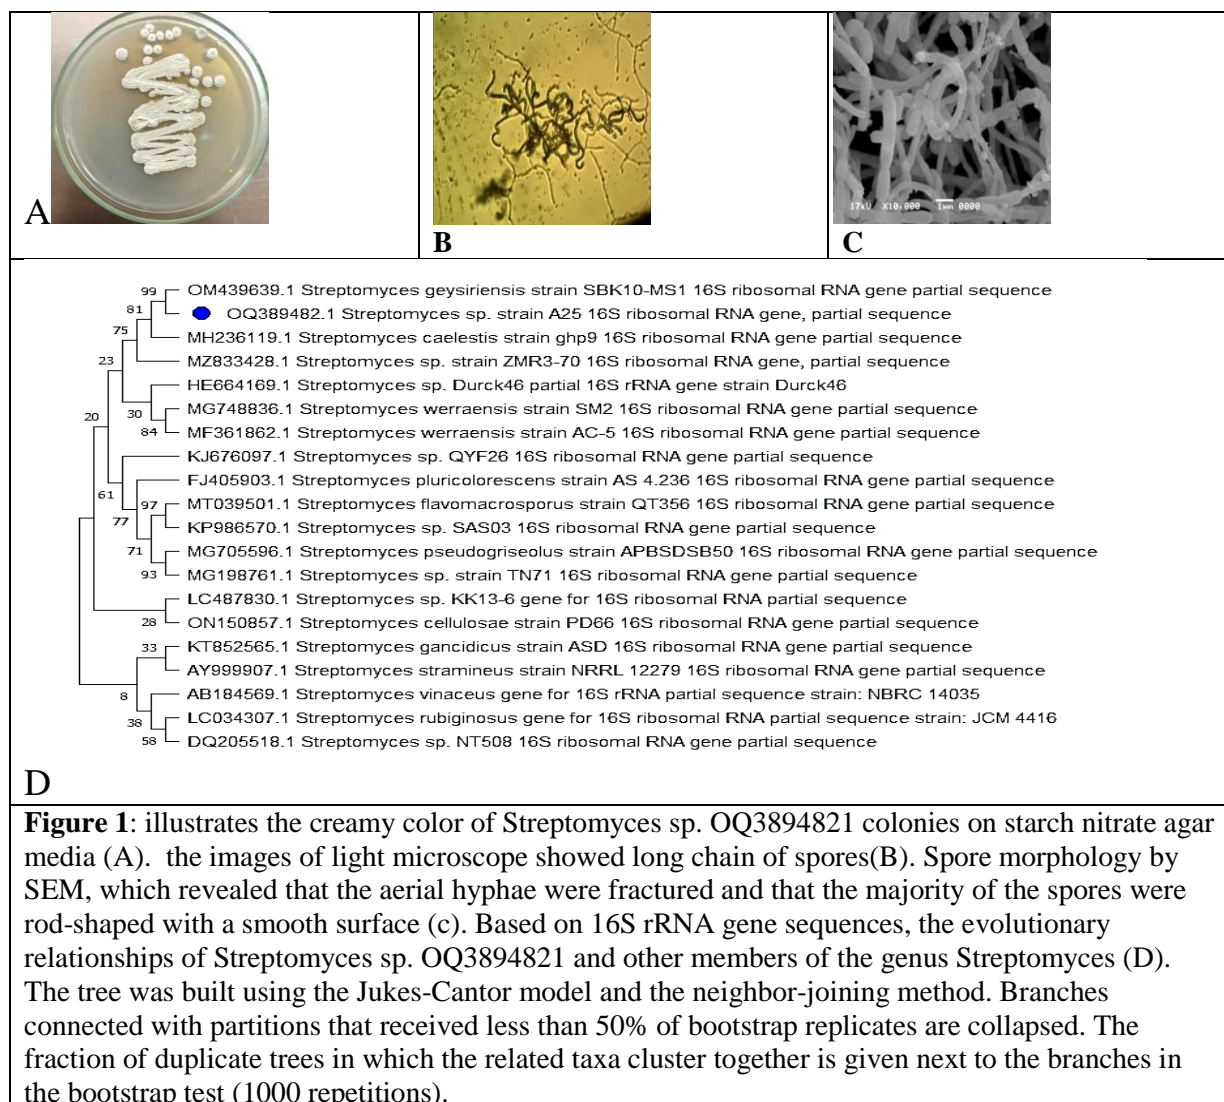 A
B
17kV X10,000 1µm 0000
C
99 OM439639.1 Streptomyces geysiriensis strain SBK10-MS1 16S ribosomal RNA gene partial sequence
81 OQ389482.1 Streptomyces sp. strain A25 16S ribosomal RNA gene, partial sequence
75 MH236119.1 Streptomyces caelestis strain ghp9 16S ribosomal RNA gene partial sequence
23 MZ833428.1 Streptomyces sp. strain ZMR3-70 16S ribosomal RNA gene, partial sequence
HE664169.1 Streptomyces sp. Durck46 partial 16S rRNA gene strain Durck46
20 30 MG748836.1 Streptomyces werraensis strain SM2 16S ribosomal RNA gene partial sequence
84 MF361862.1 Streptomyces werraensis strain AC-5 16S ribosomal RNA gene partial sequence
KJ676097.1 Streptomyces sp. QYF26 16S ribosomal RNA gene partial sequence
FJ405903.1 Streptomyces pluricolorescens strain AS 4.236 16S ribosomal RNA gene partial sequence
61 97 MT039501.1 Streptomyces flavomacrosporus strain QT356 16S ribosomal RNA gene partial sequence
77 KP986570.1 Streptomyces sp. SAS03 16S ribosomal RNA gene partial sequence
71 MG705596.1 Streptomyces pseudogriseolus strain APBSDSB50 16S ribosomal RNA gene partial sequence
93 MG198761.1 Streptomyces sp. strain TN71 16S ribosomal RNA gene partial sequence
LC487830.1 Streptomyces sp. KK13-6 gene for 16S ribosomal RNA partial sequence
28 ON150857.1 Streptomyces cellulosae strain PD66 16S ribosomal RNA gene partial sequence
33 KT852565.1 Streptomyces gancidicus strain ASD 16S ribosomal RNA gene partial sequence
AY999907.1 Streptomyces stramineus strain NRRL 12279 16S ribosomal RNA gene partial sequence
8 AB184569.1 Streptomyces vinaceus gene for 16S rRNA partial sequence strain: NBRC 14035
38 LC034307.1 Streptomyces rubiginosus gene for 16S ribosomal RNA partial sequence strain: JCM 4416
58 DQ205518.1 Streptomyces sp. NT508 16S ribosomal RNA gene partial sequence
D
Figure 1: illustrates the creamy color of Streptomyces sp. OQ3894821 colonies on starch nitrate agar
media (A). the images of light microscope showed long chain of spores(B). Spore morphology by
SEM, which revealed that the aerial hyphae were fractured and that the majority of the spores were
rod-shaped with a smooth surface (c). Based on 16S rRNA gene sequences, the evolutionary
relationships of Streptomyces sp. OQ3894821 and other members of the genus Streptomyces (D).
The tree was built using the Jukes-Cantor model and the neighbor-joining method. Branches
connected with partitions that received less than 50% of bootstrap replicates are collapsed. The
fraction of duplicate trees in which the related taxa cluster together is given next to the branches in
the bootstrap test (1000 repetitions).